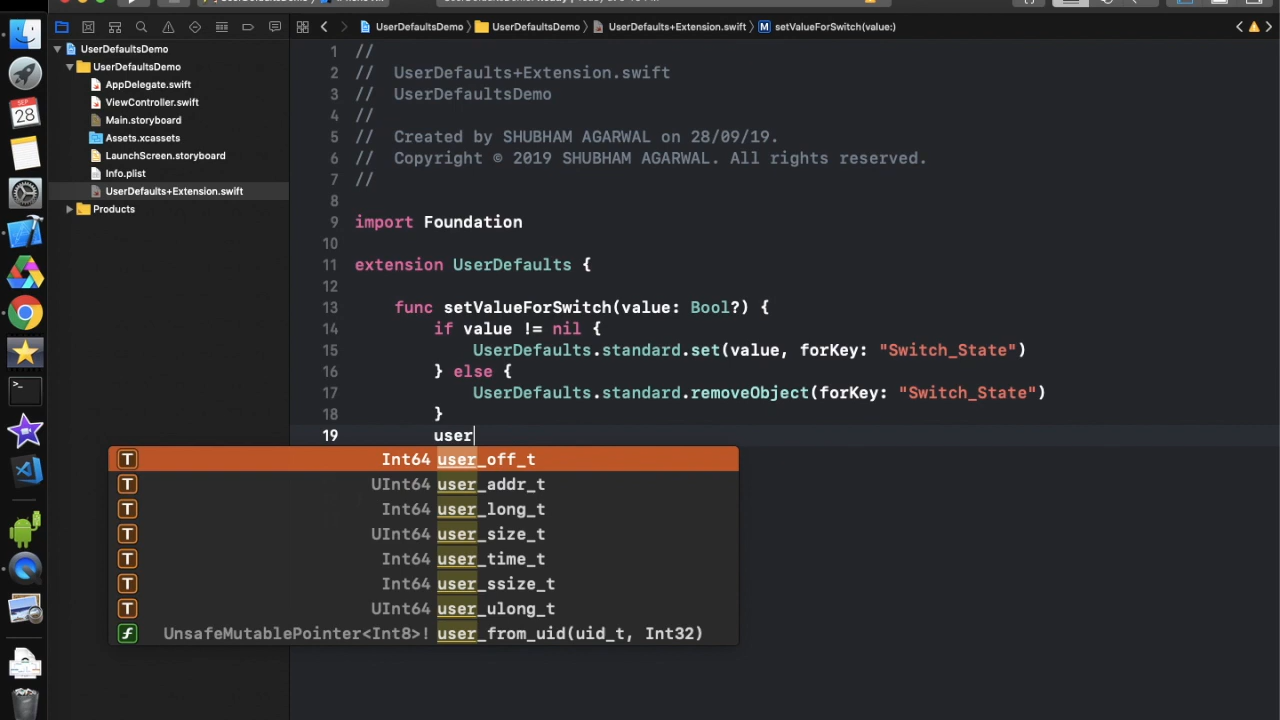 UserDefaultsDemo
UserDefaultsDemo
UserDefaults+Extension.swift
setValueForSwitch(value:)
UserDefaultsDemo
UserDefaultsDemo
AppDelegate.swift
ViewController.swift
Main.storyboard
Assets.xcassets
LaunchScreen.storyboard
Info.plist
UserDefaults+Extension.swift
Products
SEP
28
1 //
2 // UserDefaults+Extension.swift
3 // UserDefaultsDemo
4 //
5 // Created by SHUBHAM AGARWAL on 28/09/19.
6 // Copyright © 2019 SHUBHAM AGARWAL. All rights reserved.
7 //
8
9 import Foundation
10
11 extension UserDefaults {
12
13 func setValueForSwitch(value: Bool?) {
14 if value != nil {
15 UserDefaults.standard.set(value, forKey: "Switch_State")
16 } else {
17 UserDefaults.standard.removeObject(forKey: "Switch_State")
18 }
19 user
T Int64 user_off_t
T UInt64 user_addr_t
T Int64 user_long_t
T UInt64 user_size_t
T Int64 user_time_t
T Int64 user_ssize_t
T UInt64 user_ulong_t
f UnsafeMutablePointer<Int8>! user_from_uid(uid_t, Int32)